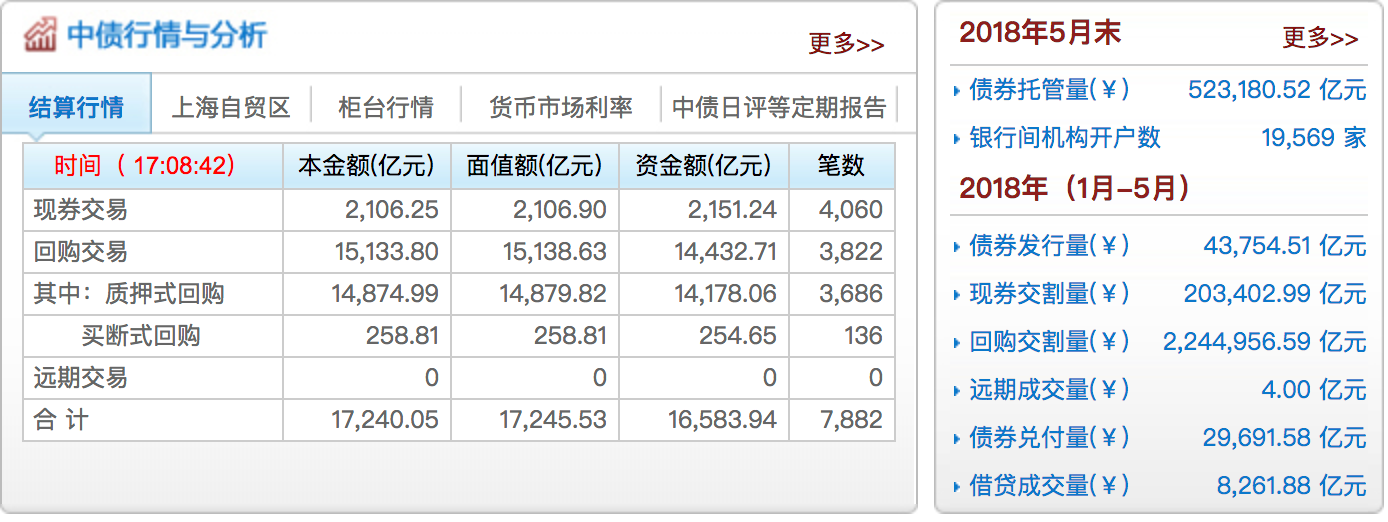 中债行情与分析
更多>>
结算行情 上海自贸区 柜台行情 货币市场利率 中债日评等定期报告
时间（17:08:42） 本金额(亿元) 面值额(亿元) 资金额(亿元) 笔数
现券交易 2,106.25 2,106.90 2,151.24 4,060
回购交易 15,133.80 15,138.63 14,432.71 3,822
其中：质押式回购 14,874.99 14,879.82 14,178.06 3,686
买断式回购 258.81 258.81 254.65 136
远期交易 0 0 0 0
合 计 17,240.05 17,245.53 16,583.94 7,882
2018年5月末 更多>>
债券托管量(￥) 523,180.52 亿元
银行间机构开户数 19,569 家
2018年（1月–5月）
债券发行量(￥) 43,754.51 亿元
现券交割量(￥) 203,402.99 亿元
回购交割量(￥) 2,244,956.59 亿元
远期成交量(￥) 4.00 亿元
债券兑付量(￥) 29,691.58 亿元
借贷成交量(￥) 8,261.88 亿元